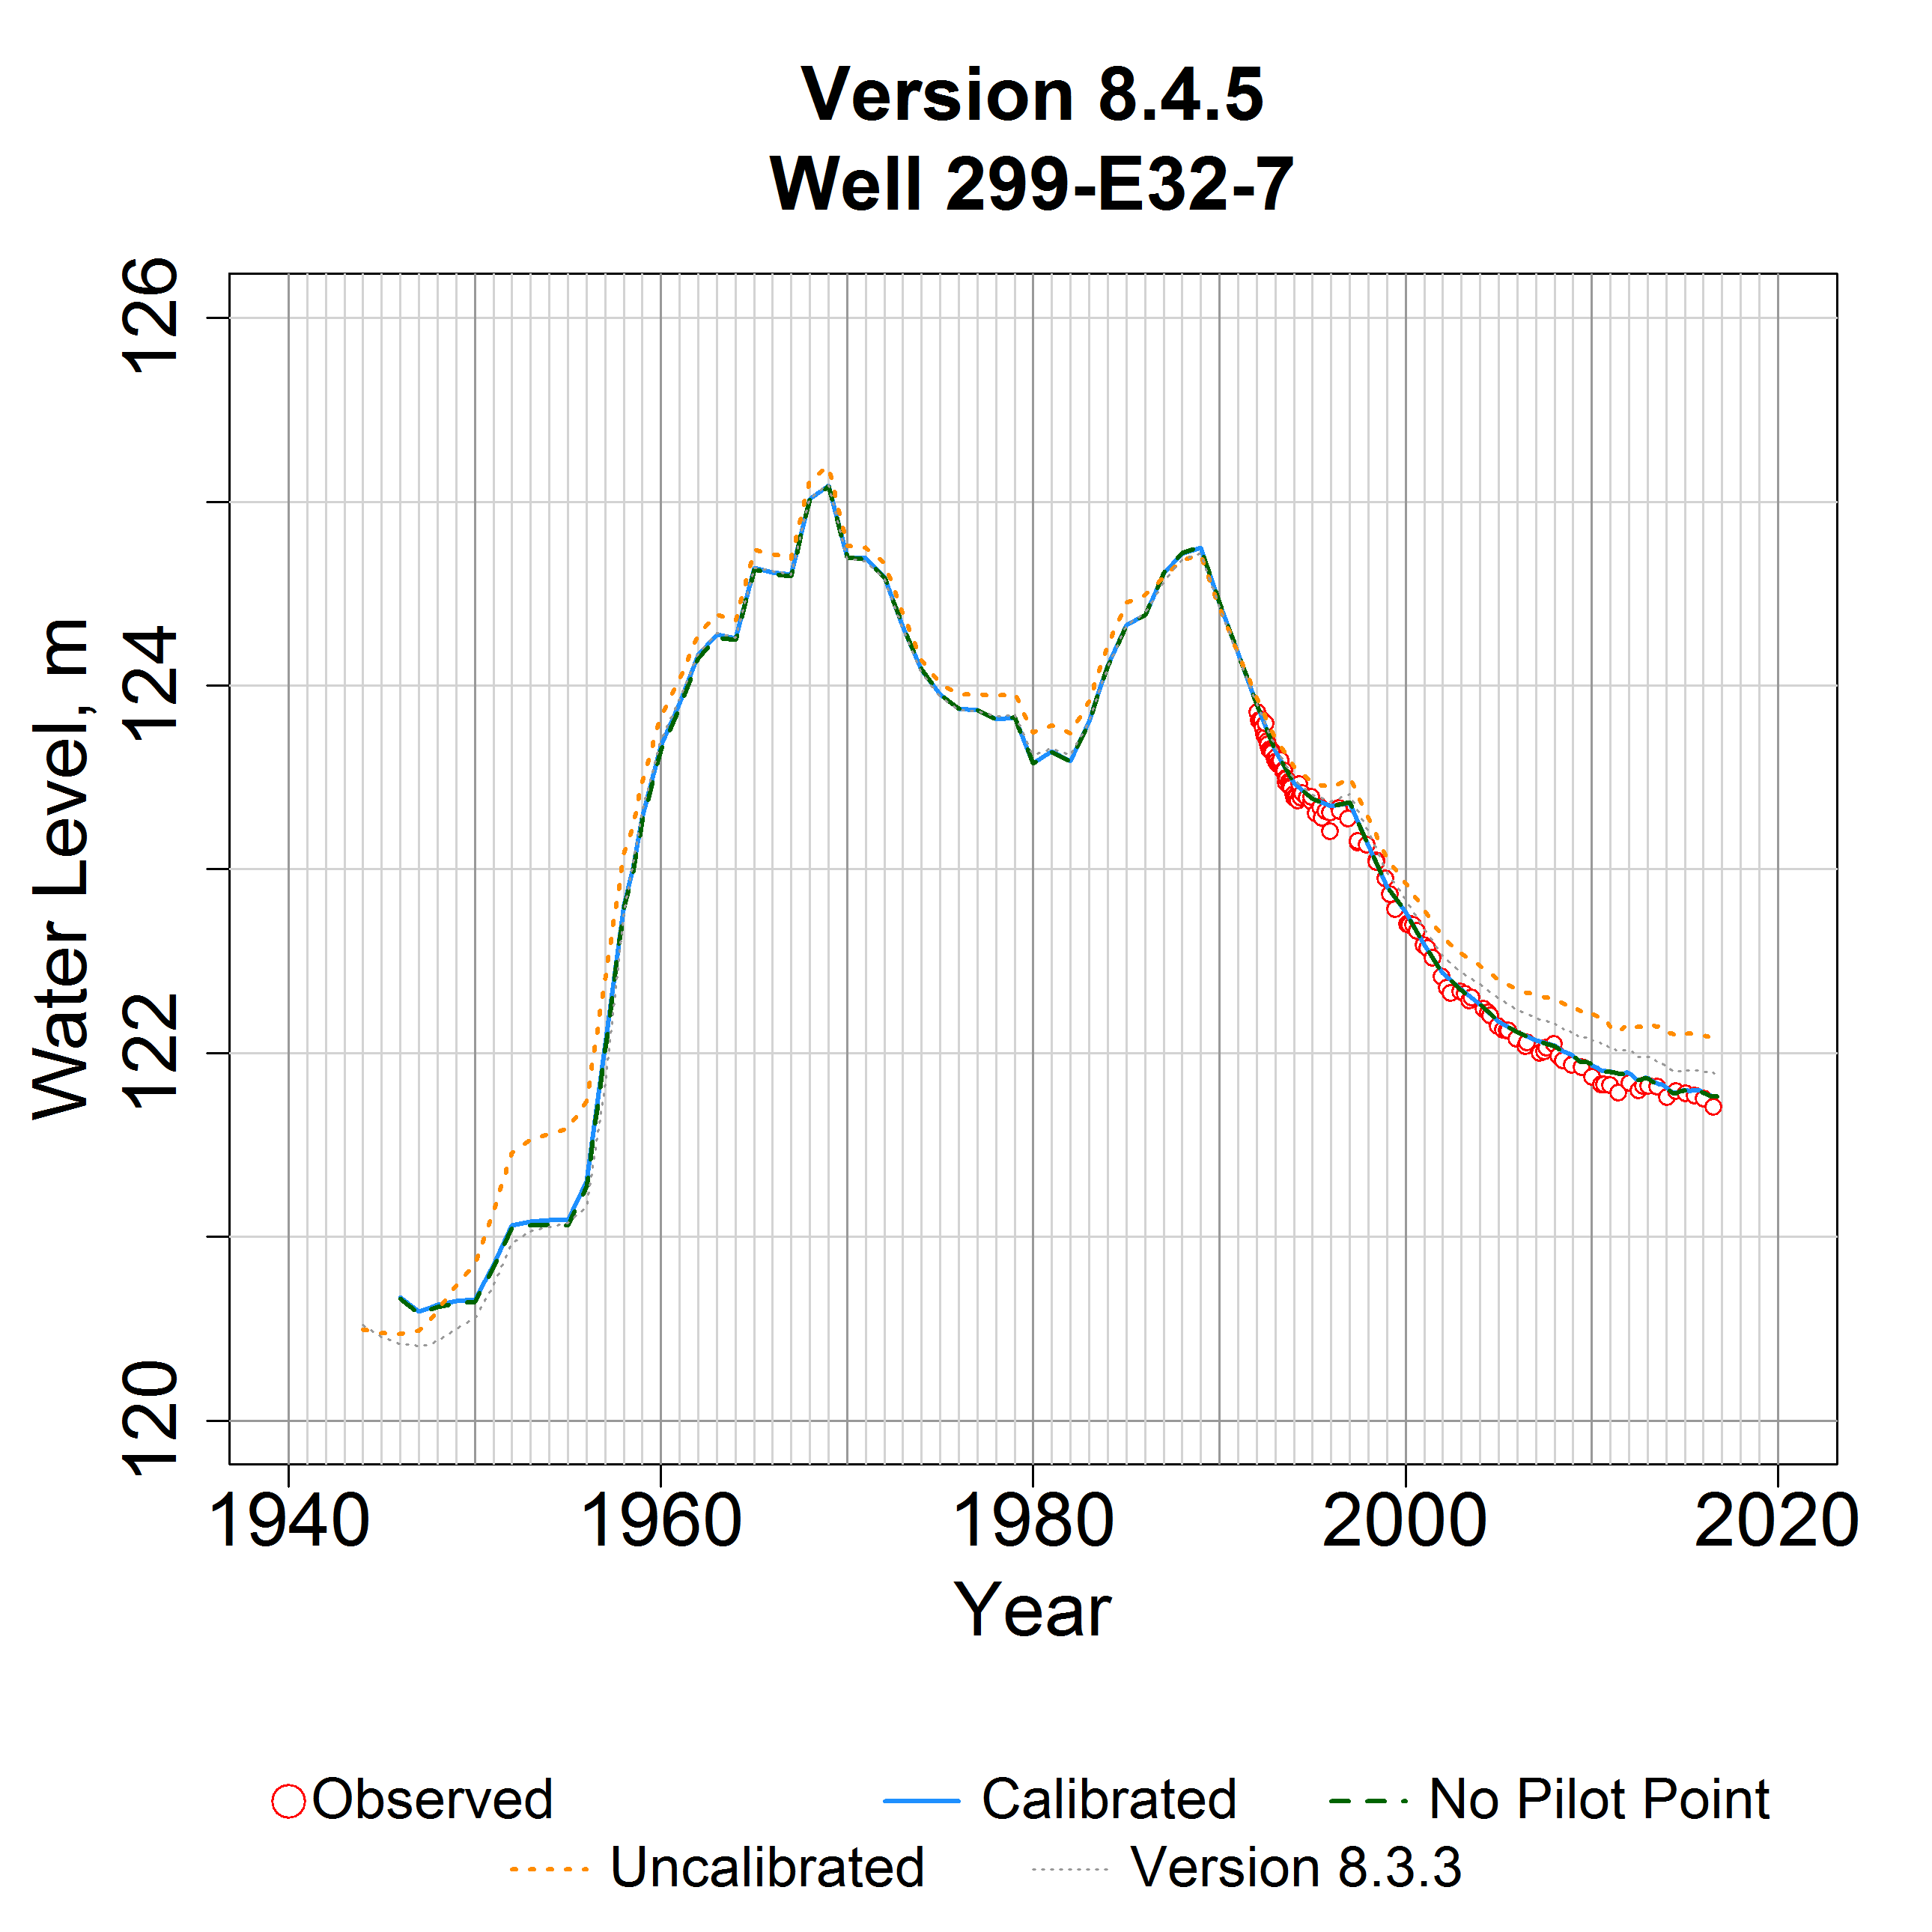 Version 8.4.5
Well 299-E32-7
126
124
122
120
Water Level, m
1940 1960 1980 2000 2020
Year
Observed Calibrated No Pilot Point
Uncalibrated Version 8.3.3